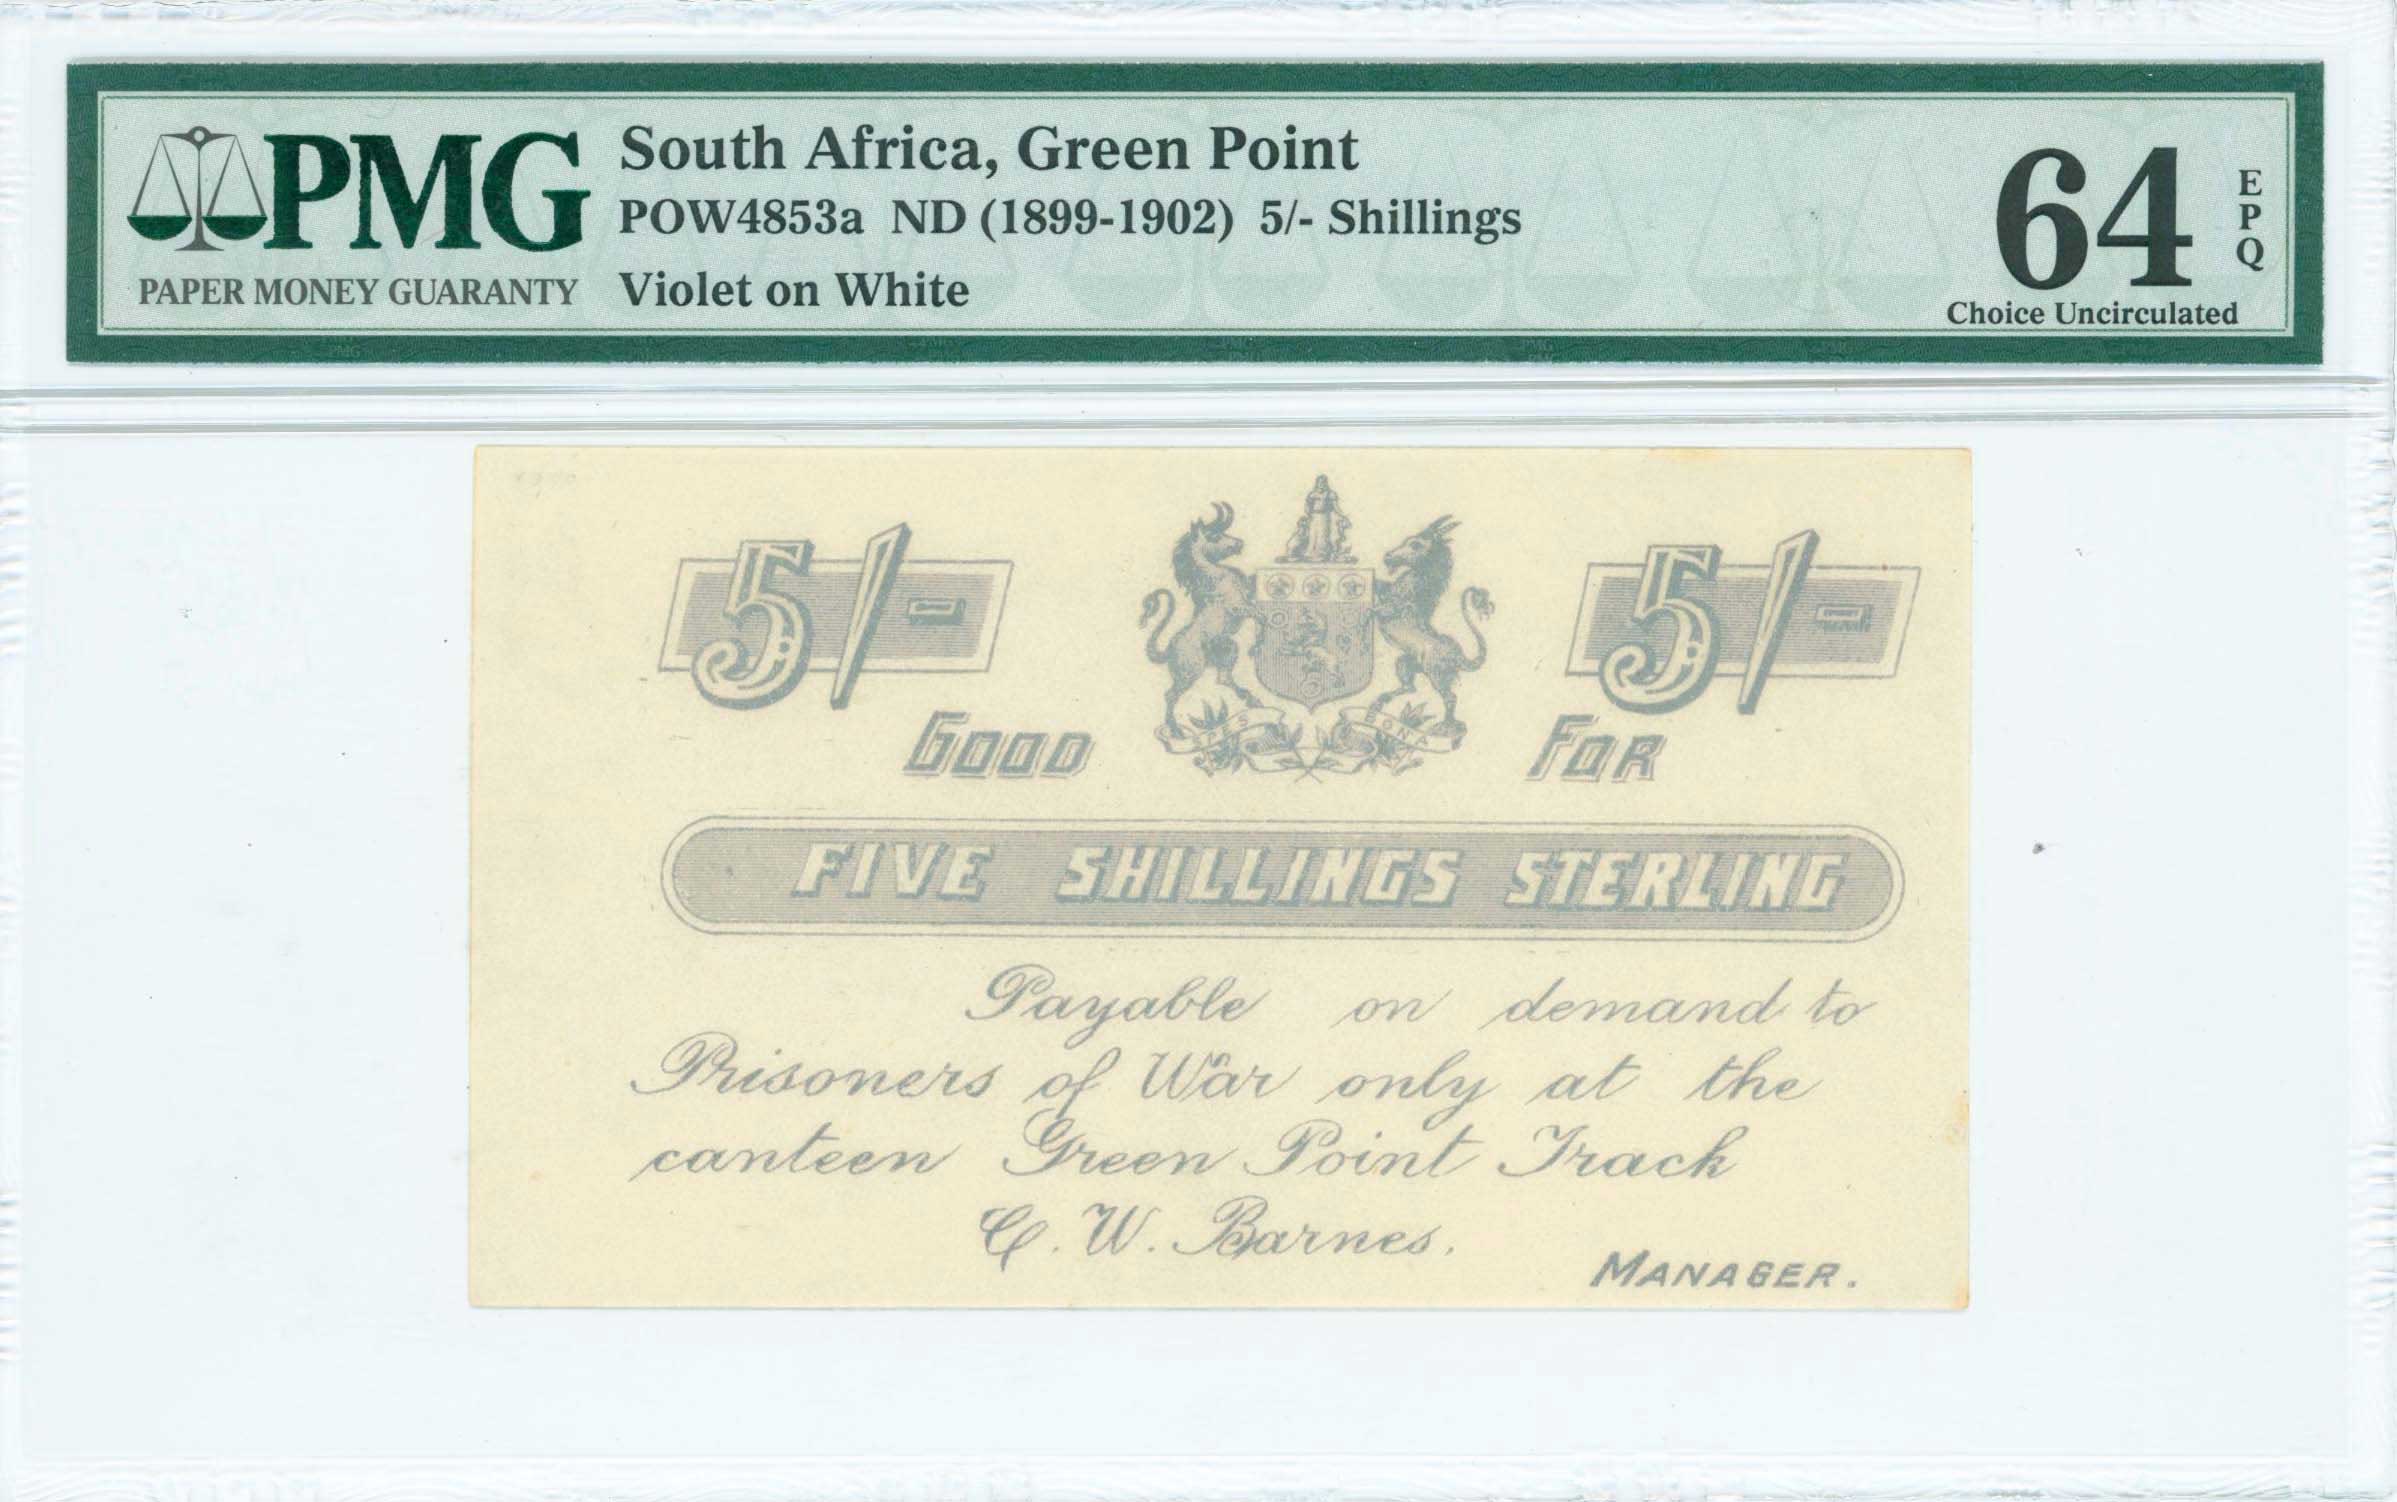 PMG
PAPER MONEY GUARANTY
South Africa, Green Point
POW4853a ND (1899-1902) 5/- Shillings
Violet on White
64 EPQ
Choice Uncirculated
5/- 5/-
SPES BONA
GOOD FOR
FIVE SHILLINGS STERLING
Payable on demand to
Prisoners of War only at the
canteen Green Point Track
C. W. Barnes.
MANAGER.